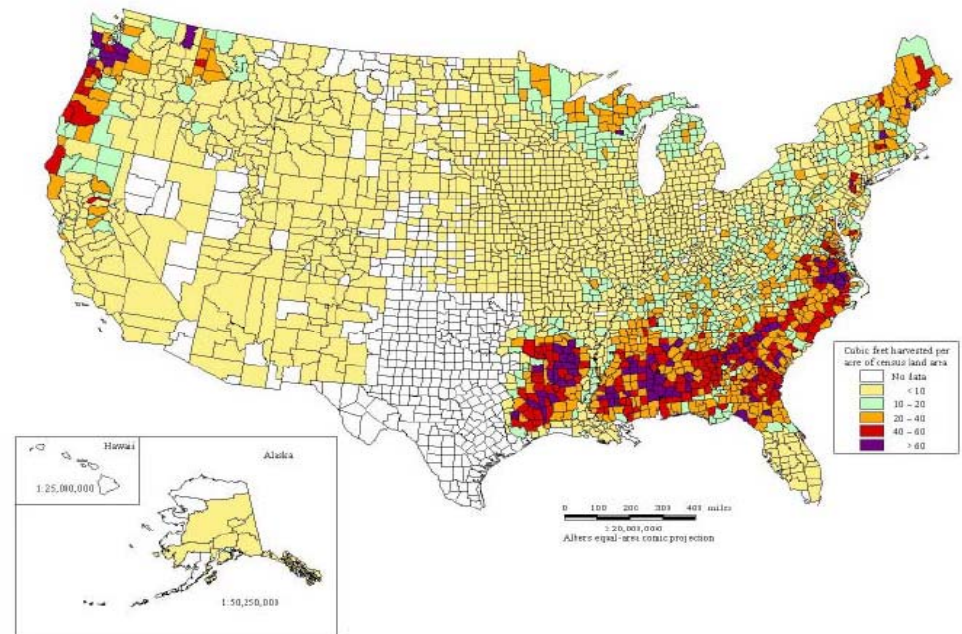 Cubic feet harvested per
acre of census land area
No data
< 10
10 – 20
20 – 40
40 – 60
> 60
Hawaii
1:25,000,000
Alaska
1:50,250,000
0 100 200 300 400 miles
1:20,000,000
Albers equal-area conic projection